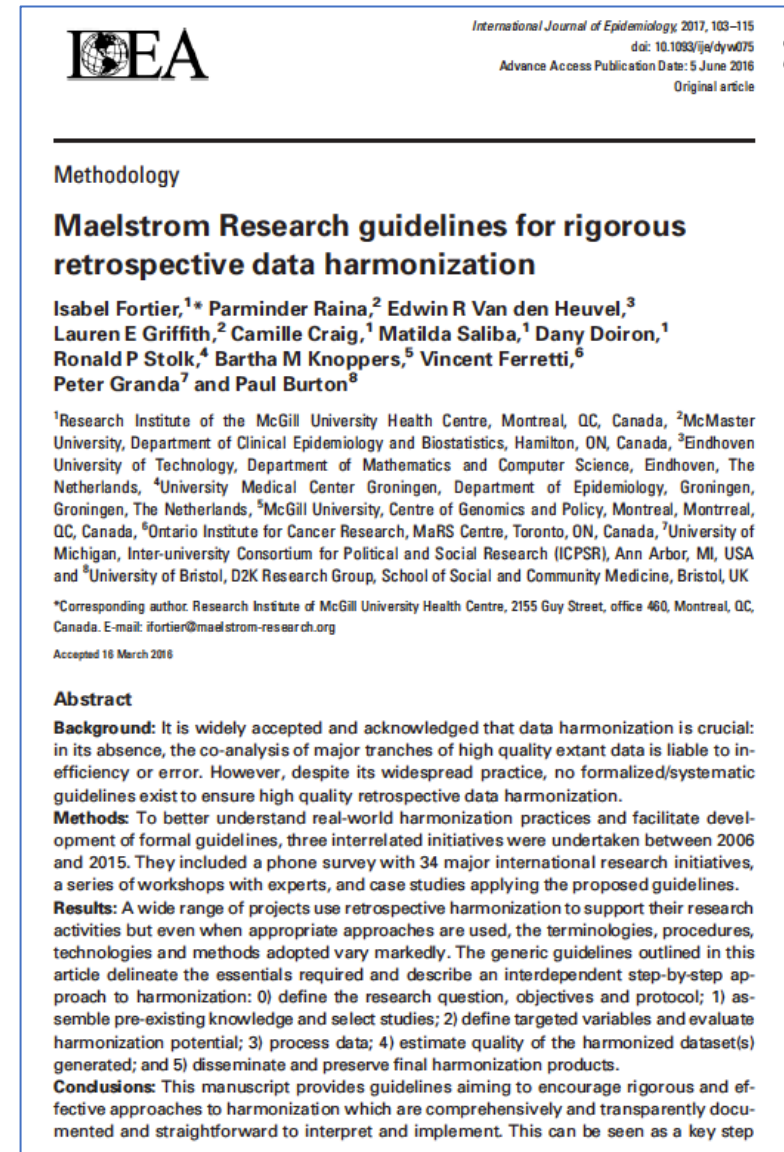 IEA
International Journal of Epidemiology, 2017, 103–115
doi: 10.1093/ije/dyw075
Advance Access Publication Date: 5 June 2016
Original article
Methodology
Maelstrom Research guidelines for rigorous
retrospective data harmonization
Isabel Fortier,1* Parminder Raina,2 Edwin R Van den Heuvel,3
Lauren E Griffith,2 Camille Craig,1 Matilda Saliba,1 Dany Doiron,1
Ronald P Stolk,4 Bartha M Knoppers,5 Vincent Ferretti,6
Peter Granda7 and Paul Burton8
1Research Institute of the McGill University Health Centre, Montreal, QC, Canada, 2McMaster
University, Department of Clinical Epidemiology and Biostatistics, Hamilton, ON, Canada, 3Eindhoven
University of Technology, Department of Mathematics and Computer Science, Eindhoven, The
Netherlands, 4University Medical Center Groningen, Department of Epidemiology, Groningen,
Groningen, The Netherlands, 5McGill University, Centre of Genomics and Policy, Montreal, Montrreal,
QC, Canada, 6Ontario Institute for Cancer Research, MaRS Centre, Toronto, ON, Canada, 7University of
Michigan, Inter-university Consortium for Political and Social Research (ICPSR), Ann Arbor, MI, USA
and 8University of Bristol, D2K Research Group, School of Social and Community Medicine, Bristol, UK
*Corresponding author. Research Institute of McGill University Health Centre, 2155 Guy Street, office 460, Montreal, QC,
Canada. E-mail: ifortier@maelstrom-research.org
Accepted 16 March 2016
Abstract
Background: It is widely accepted and acknowledged that data harmonization is crucial:
in its absence, the co-analysis of major tranches of high quality extant data is liable to in-
efficiency or error. However, despite its widespread practice, no formalized/systematic
guidelines exist to ensure high quality retrospective data harmonization.
Methods: To better understand real-world harmonization practices and facilitate devel-
opment of formal guidelines, three interrelated initiatives were undertaken between 2006
and 2015. They included a phone survey with 34 major international research initiatives,
a series of workshops with experts, and case studies applying the proposed guidelines.
Results: A wide range of projects use retrospective harmonization to support their research
activities but even when appropriate approaches are used, the terminologies, procedures,
technologies and methods adopted vary markedly. The generic guidelines outlined in this
article delineate the essentials required and describe an interdependent step-by-step ap-
proach to harmonization: 0) define the research question, objectives and protocol; 1) as-
semble pre-existing knowledge and select studies; 2) define targeted variables and evaluate
harmonization potential; 3) process data; 4) estimate quality of the harmonized dataset(s)
generated; and 5) disseminate and preserve final harmonization products.
Conclusions: This manuscript provides guidelines aiming to encourage rigorous and ef-
fective approaches to harmonization which are comprehensively and transparently docu-
mented and straightforward to interpret and implement. This can be seen as a key step